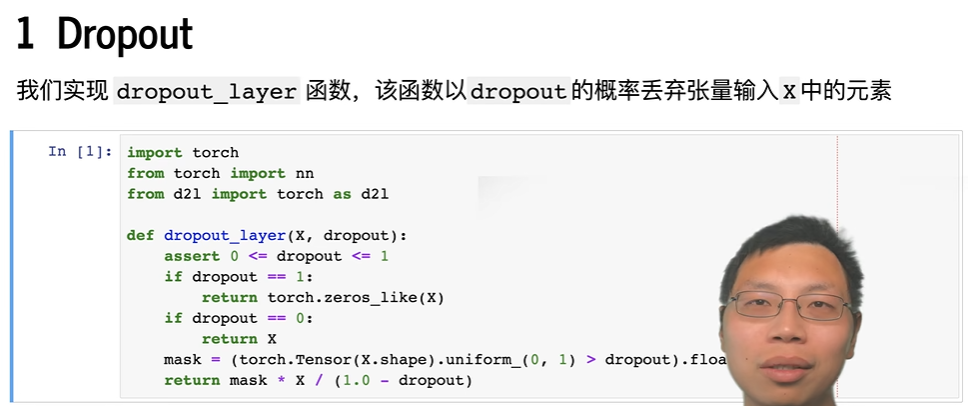 1 Dropout
我们实现 dropout_layer 函数，该函数以dropout的概率丢弃张量输入X中的元素
In [1]:
import torch
from torch import nn
from d2l import torch as d2l
def dropout_layer(X, dropout):
assert 0 <= dropout <= 1
if dropout == 1:
return torch.zeros_like(X)
if dropout == 0:
return X
mask = (torch.Tensor(X.shape).uniform_(0, 1) > dropout).floa
return mask * X / (1.0 - dropout)